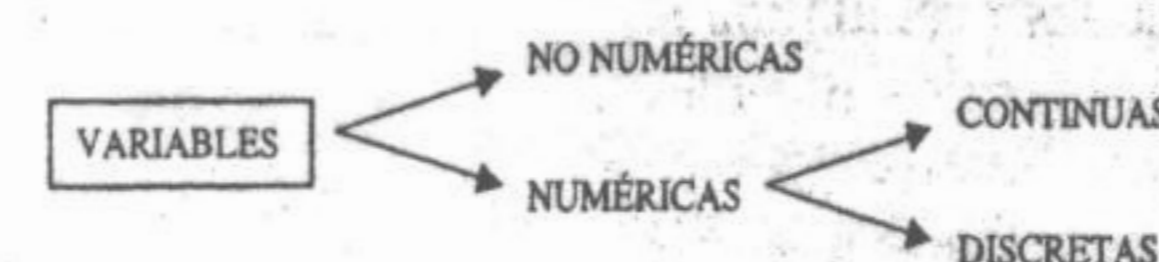 NO NUMÉRICAS
CONTINUAS
VARIABLES
NUMÉRICAS
DISCRETAS